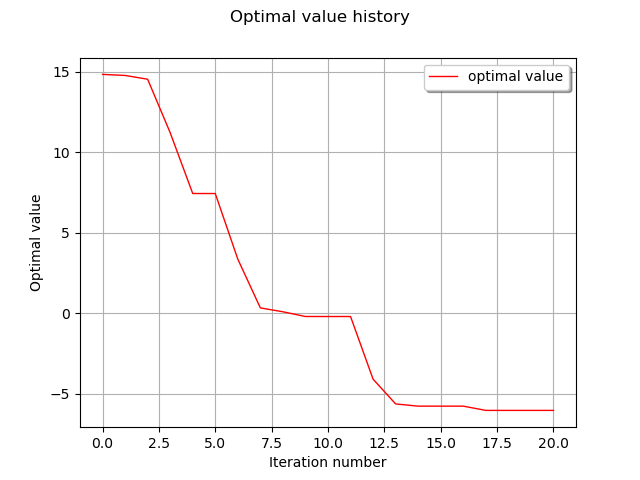 Optimal value history
optimal value
15
10
5
0
−5
Optimal value
0.0 2.5 5.0 7.5 10.0 12.5 15.0 17.5 20.0
Iteration number